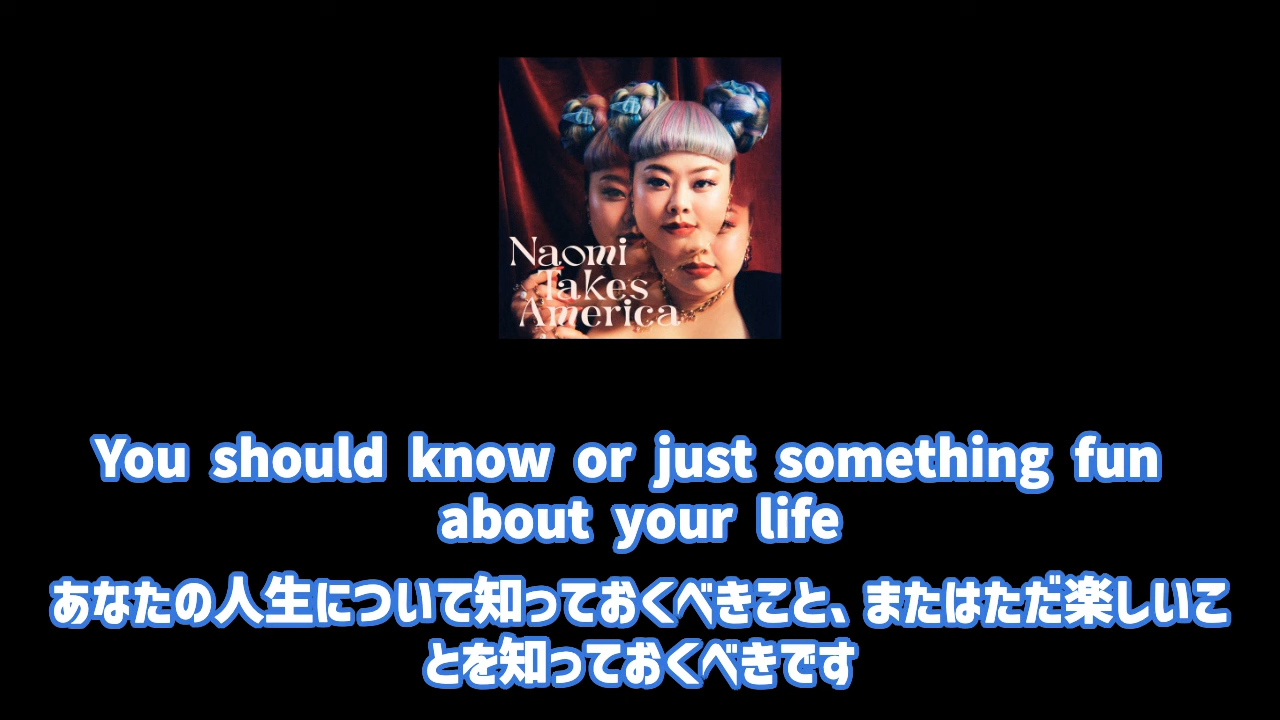 Naomi
Takes
America
You should know or just something fun
about your life
あなたの人生について知っておくべきこと、またはただ楽しいこ
とを知っておくべきです